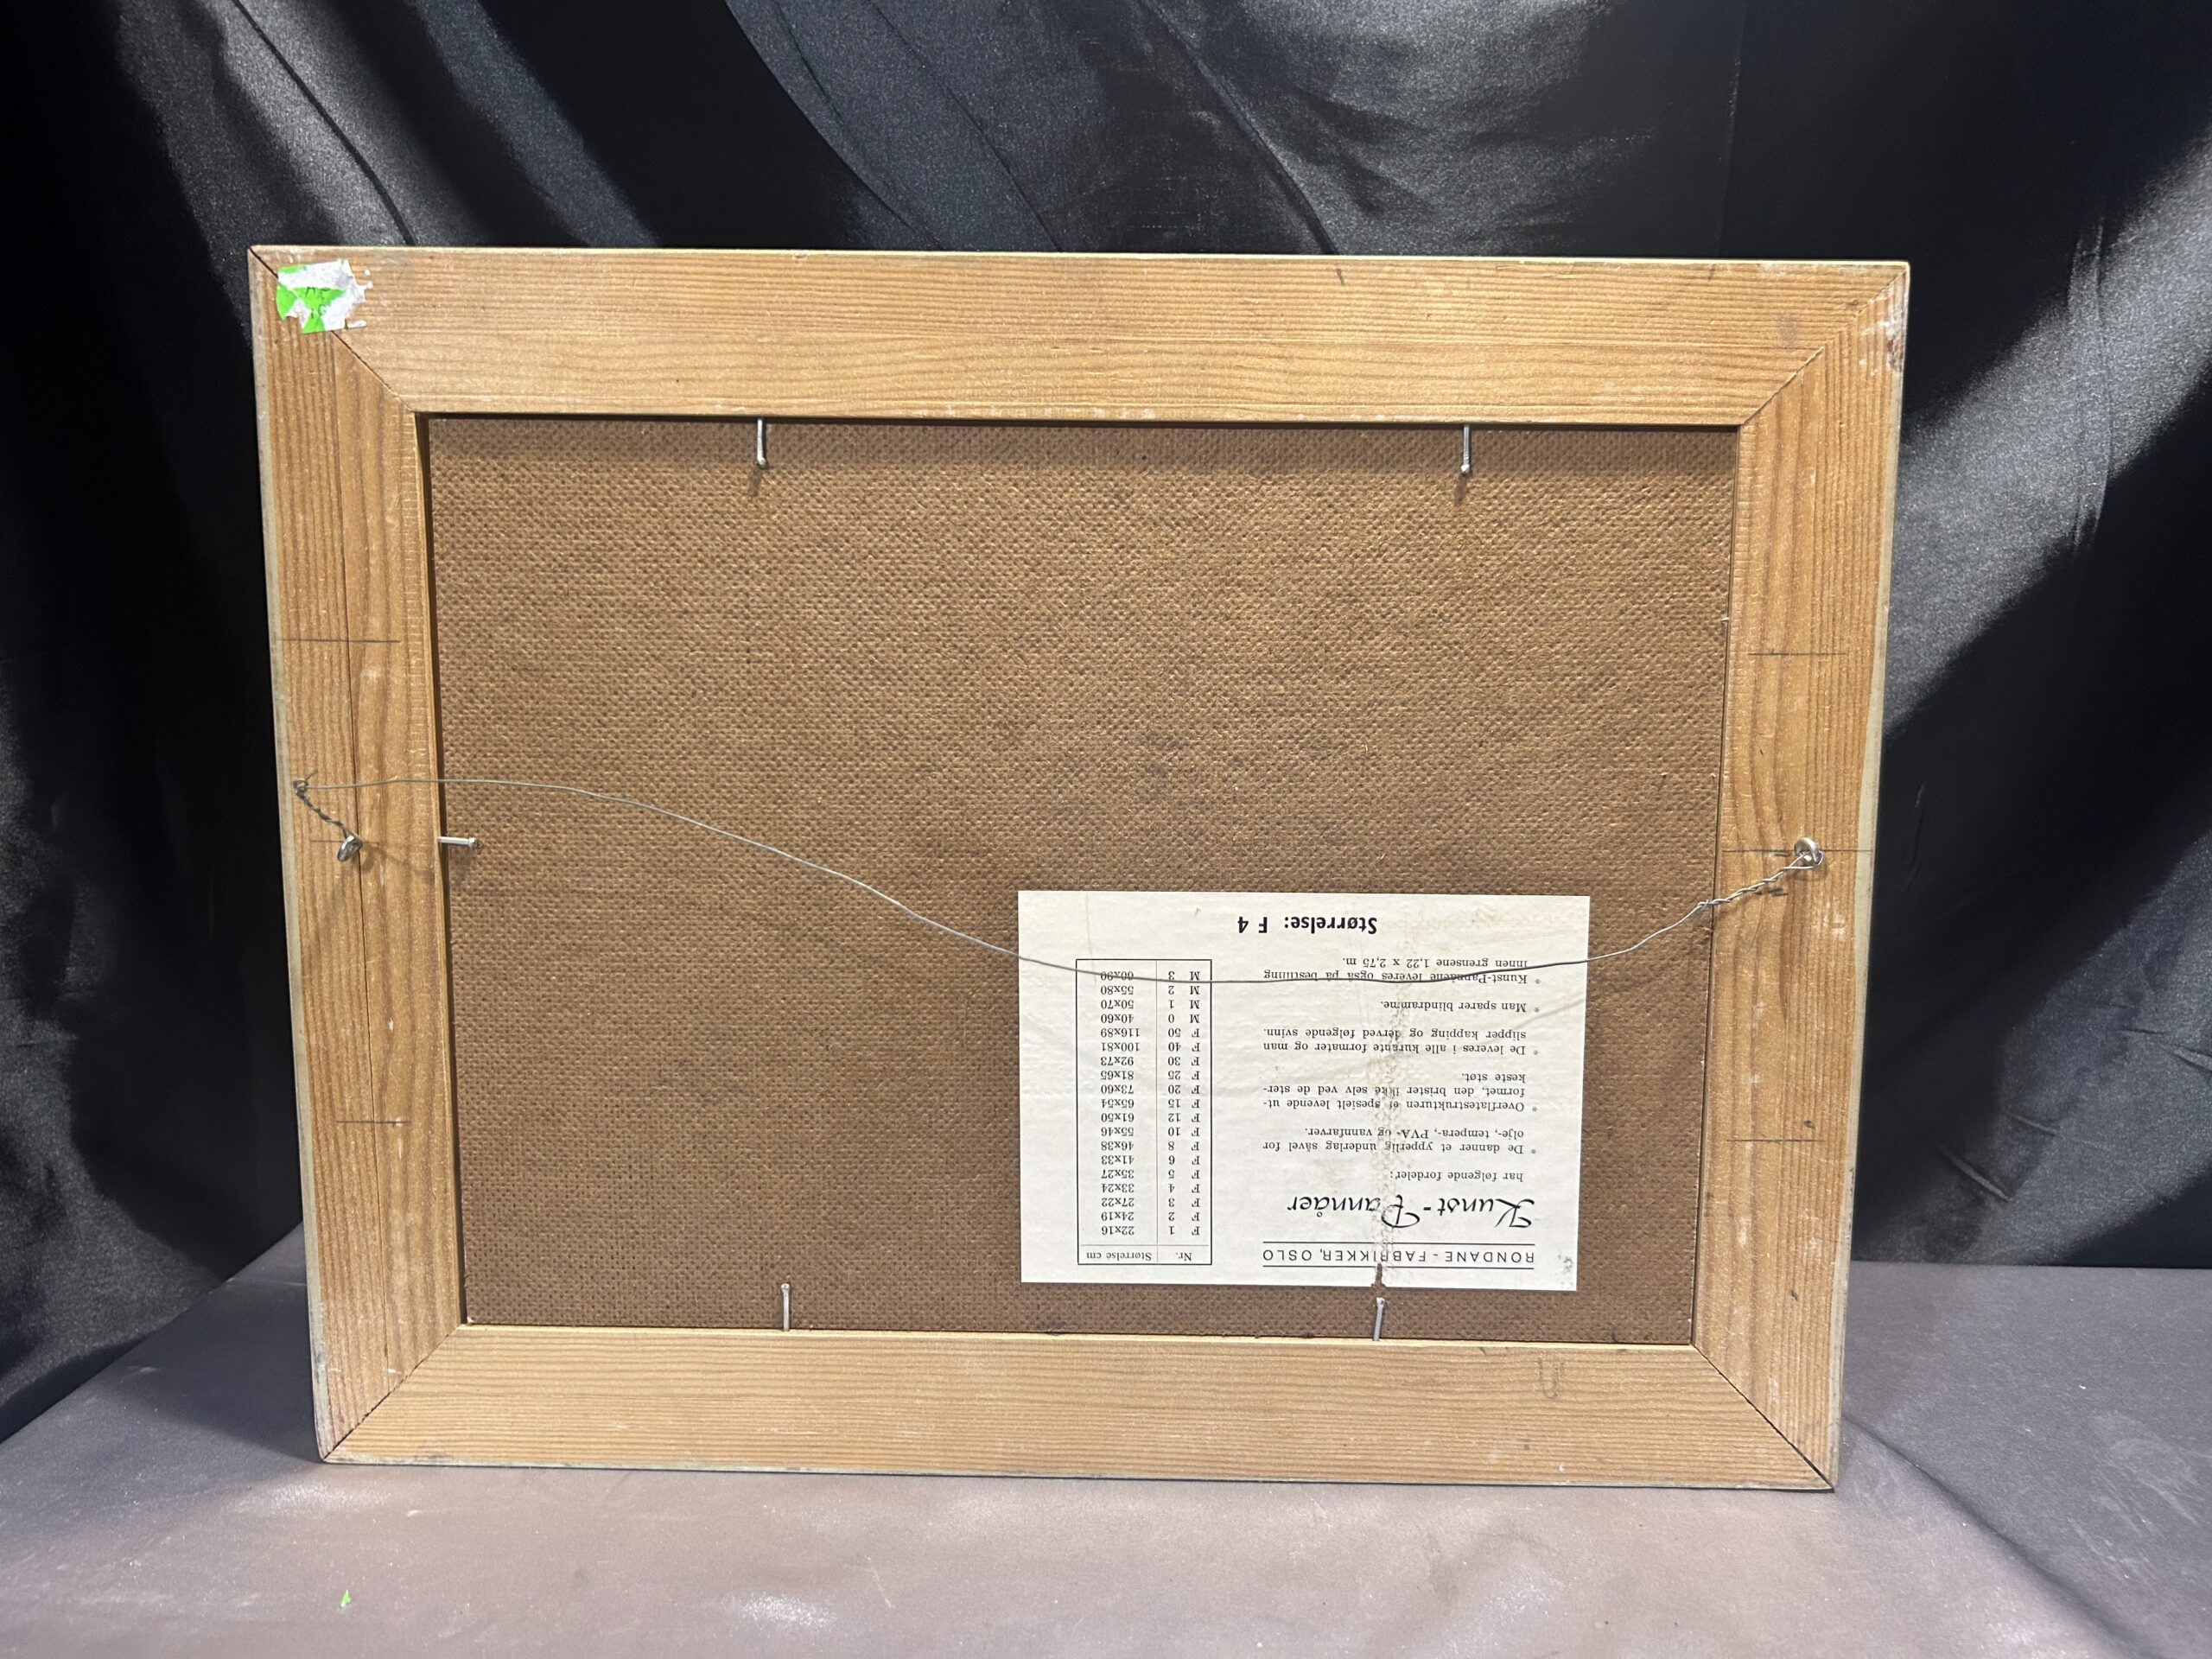 RONDANE - FABRIKKER, OSLO
Kunst-Pannåer
har følgende fordeler:
* De danner et ypperlig underlag såvel for
olje-, tempera-, PVA- og vannfarver.
* Overflatestrukturen er spesielt levende ut-
formet, den brister ikke selv ved de ster-
keste støt.
* De leveres i alle kurante formater og man
slipper kapping og derved følgende svinn.
* Man sparer blindramme.
* Kunst-Pannåene leveres også på bestilling
innen grensene 1,22 x 2,75 m.
Nr. Størrelse cm
F 1 22x16
F 2 24x19
F 3 27x22
F 4 33x24
F 5 35x27
F 6 41x33
F 8 46x38
F 10 55x46
F 12 61x50
F 15 65x54
F 20 73x60
F 25 81x65
F 30 92x73
F 40 100x81
F 50 116x89
M 0 40x60
M 1 50x70
M 2 55x80
M 3 60x90
Størrelse: F 4